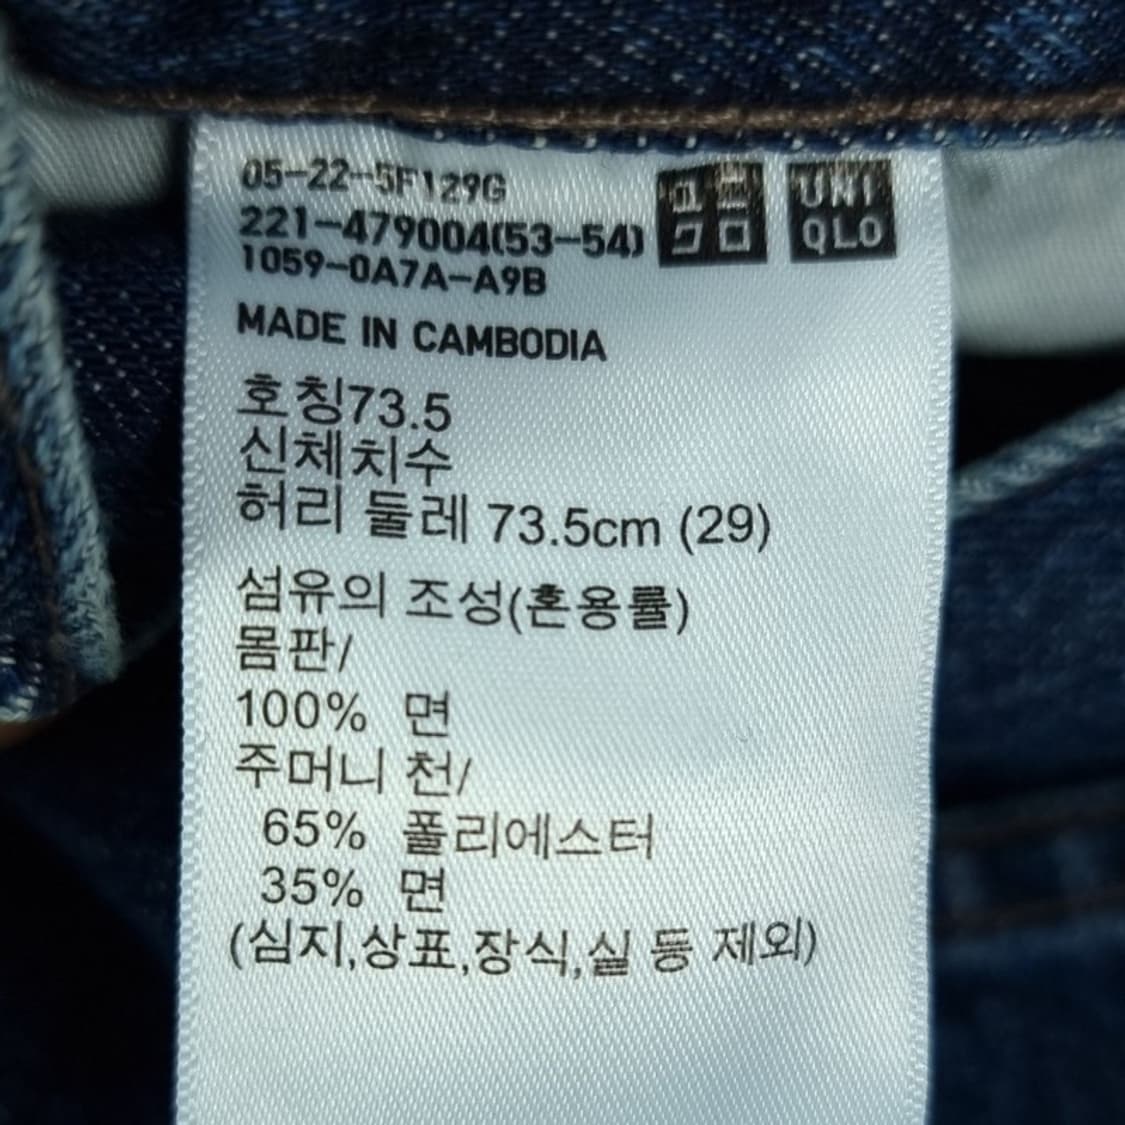 05-22-5F129G
221-479004(53-54)
1059-0A7A-A9B
ユニ
クロ
UNI
QLO
MADE IN CAMBODIA
호칭73.5
신체치수
허리 둘레 73.5cm (29)
섬유의 조성(혼용률)
몸판/
100% 면
주머니 천/
65% 폴리에스터
35% 면
(심지,상표,장식,실 등 제외)